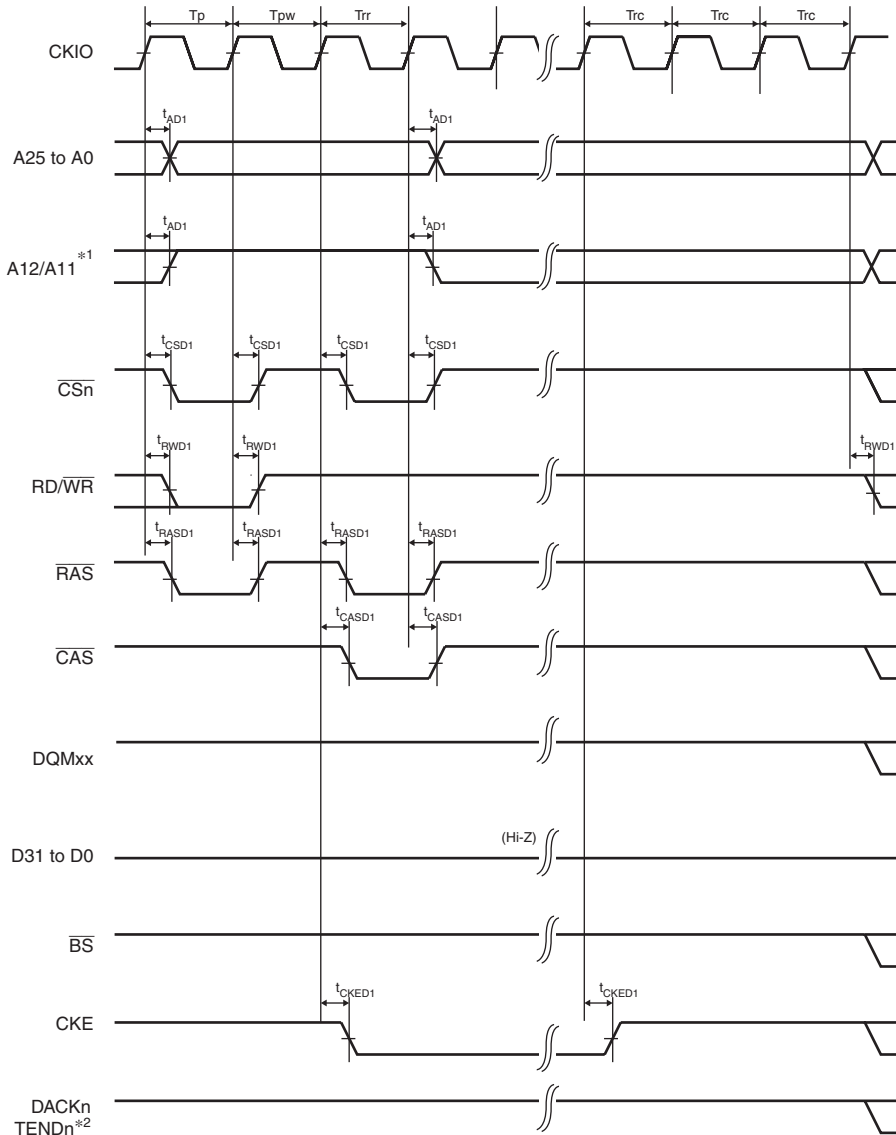 Tp Tpw Trr Trc Trc Trc
CKIO
tAD1 tAD1
A25 to A0
tAD1 tAD1
A12/A11*1
tCSD1 tCSD1 tCSD1 tCSD1
CSn
tRWD1 tRWD1 tRWD1
RD/WR
tRASD1 tRASD1 tRASD1 tRASD1
RAS
tCASD1 tCASD1
CAS
DQMxx
(Hi-Z)
D31 to D0
BS
tCKED1 tCKED1
CKE
DACKn
TENDn*2